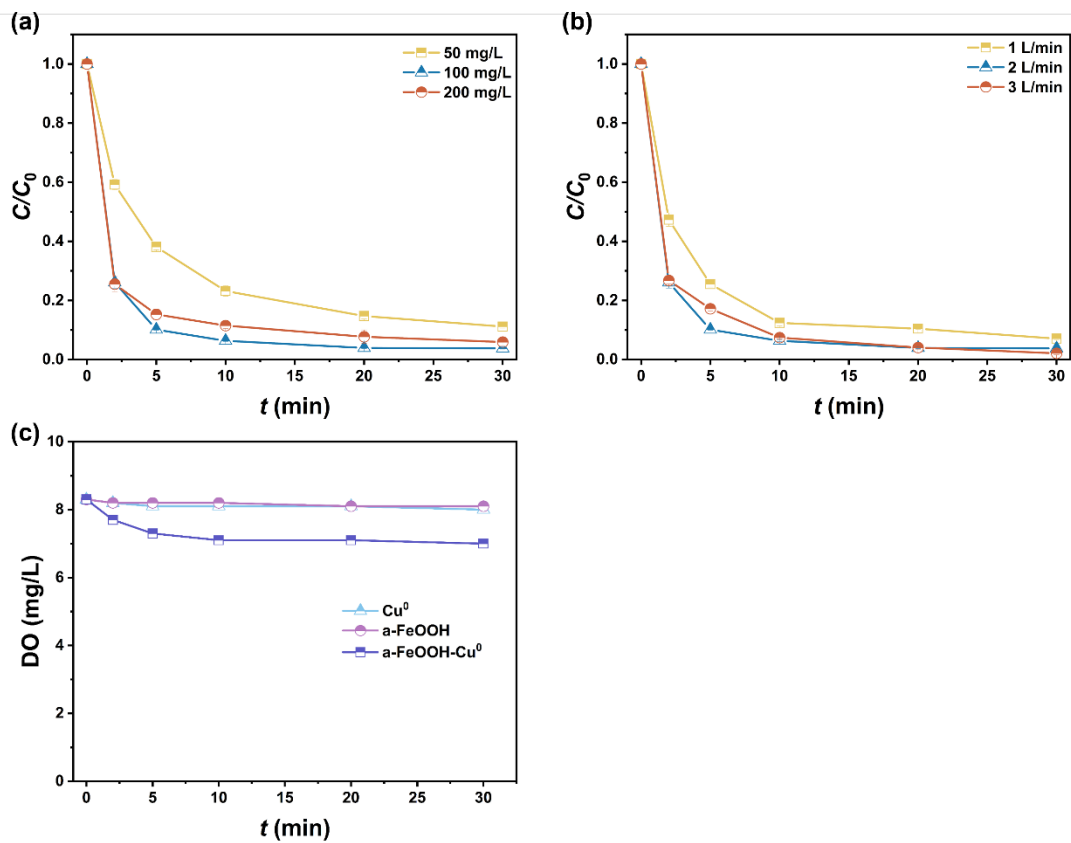 (a)
50 mg/L
100 mg/L
200 mg/L
1.0
0.8
0.6
0.4
0.2
0.0
C/C₀
0 5 10 15 20 25 30
t (min)
(b)
1 L/min
2 L/min
3 L/min
1.0
0.8
0.6
0.4
0.2
0.0
C/C₀
0 5 10 15 20 25 30
t (min)
(c)
10
8
6
4
2
0
DO (mg/L)
Cu⁰
a-FeOOH
a-FeOOH-Cu⁰
0 5 10 15 20 25 30
t (min)